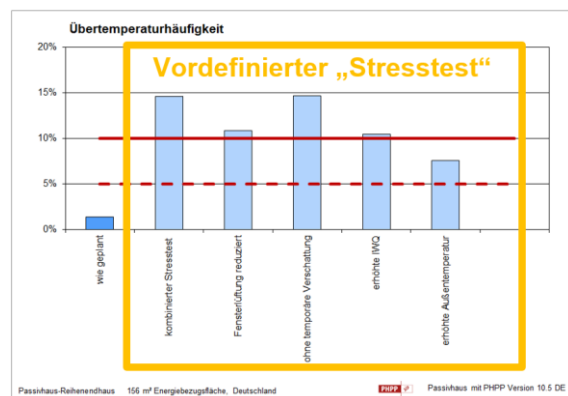 Übertemperaturhäufigkeit
20%
Vordefinierter „Stresstest“
15%
10%
5%
0%
wie geplant
kombinierter Stresstest
Fensterlüftung reduziert
ohne temporäre Verschattung
erhöhte IWQ
erhöhte Außentemperatur
Passivhaus-Reihenendhaus 156 m² Energiebezugsfläche, Deutschland
PHPP
Passivhaus mit PHPP Version 10.5 DE